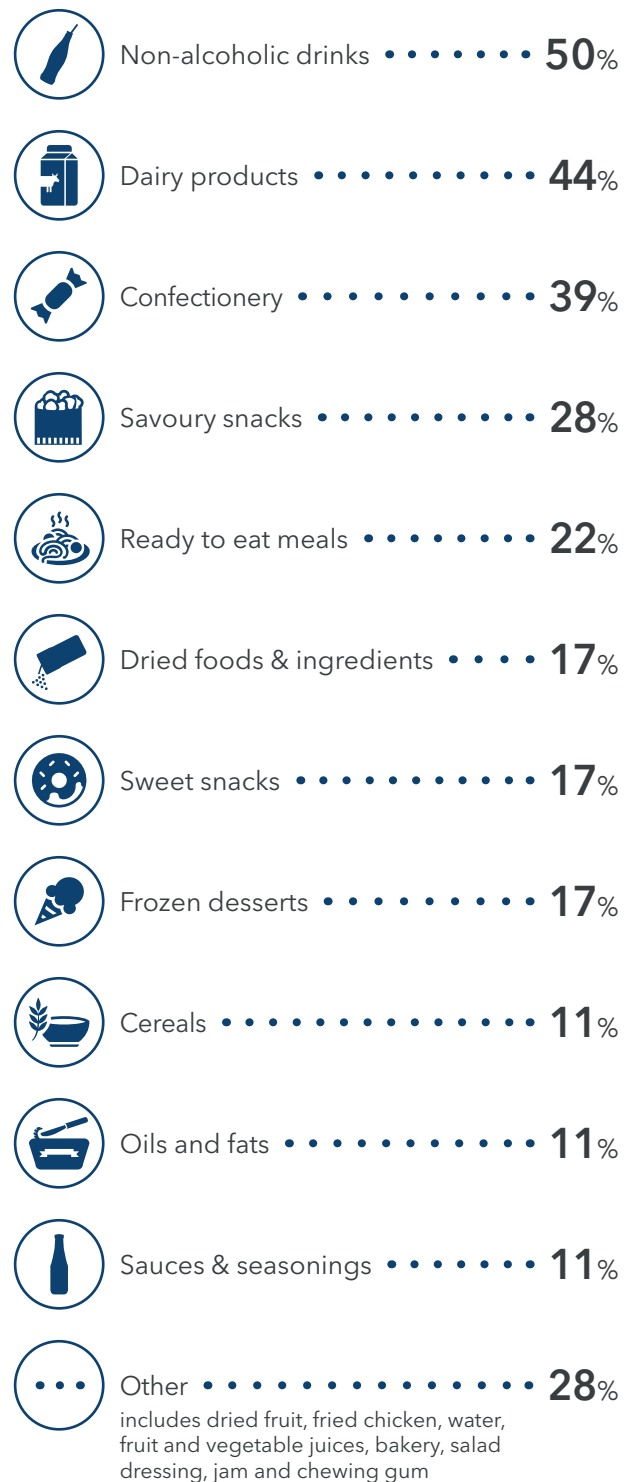 Non-alcoholic drinks 50%
Dairy products 44%
Confectionery 39%
Savoury snacks 28%
Ready to eat meals 22%
Dried foods & ingredients 17%
Sweet snacks 17%
Frozen desserts 17%
Cereals 11%
Oils and fats 11%
Sauces & seasonings 11%
Other 28%
includes dried fruit, fried chicken, water,
fruit and vegetable juices, bakery, salad
dressing, jam and chewing gum